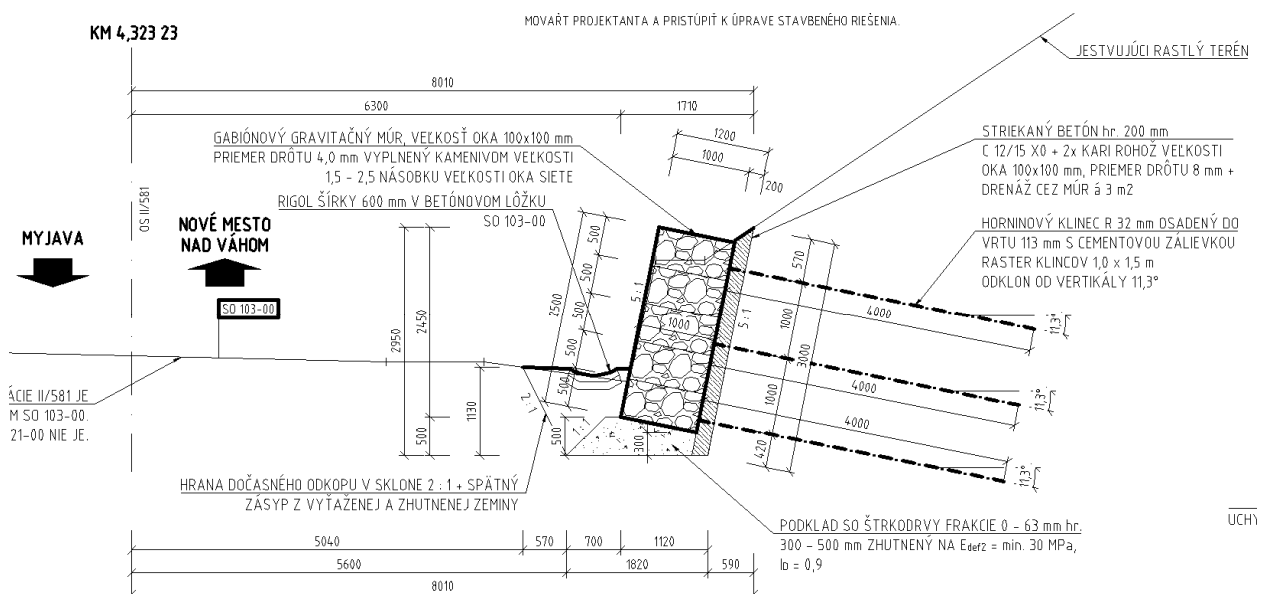 MOVAŤ PROJEKTANTA A PRISTÚPIŤ K ÚPRAVE STAVBENÉHO RIEŠENIA.
KM 4,323 23
JESTVUJÚCI RASTLÝ TERÉN
8010
6300
1710
GABIÓNOVÝ GRAVITAČNÝ MÚR, VEĽKOSŤ OKA 100x100 mm
PRIEMER DRÔTU 4,0 mm VYPLNENÝ KAMENIVOM VEĽKOSTI
1,5 - 2,5 NÁSOBKU VEĽKOSTI OKA SIETE
1200
1000
200
STRIEKANÝ BETÓN hr. 200 mm
C 12/15 X0 + 2x KARI ROHOŽ VEĽKOSTI
OKA 100x100 mm, PRIEMER DRÔTU 8 mm +
DRENÁŽ CEZ MÚR á 3 m2
RIGOL ŠÍRKY 600 mm V BETÓNOVOM LÔŽKU
SO 103-00
OS II/581
MYJAVA
NOVÉ MESTO
NAD VÁHOM
SO 103-00
HORNINOVÝ KLINEC R 32 mm OSADENÝ DO
VRTU 113 mm S CEMENTOVOU ZÁLIEVKOU
RASTER KLINCOV 1,0 x 1,5 m
ODKLON OD VERTIKÁLY 11,3°
2950
2450
500
1130
2500
500
500
500
500
500
5:1
1000
5:1
570
1000
3000
1000
420
4000
11,3°
4000
11,3°
4000
11,3°
2:1
1:1
500
300
ÁCIE II/581 JE
M SO 103-00.
21-00 NIE JE.
HRANA DOČASNÉHO ODKOPU V SKLONE 2 : 1 + SPÄTNÝ
ZÁSYP Z VYŤAŽENEJ A ZHUTNENEJ ZEMINY
PODKLAD SO ŠTRKODRVY FRAKCIE 0 - 63 mm hr.
300 - 500 mm ZHUTNENÝ NA Edef2 = min. 30 MPa,
ID = 0,9
UCHY
5040
570
700
1120
5600
1820
590
8010